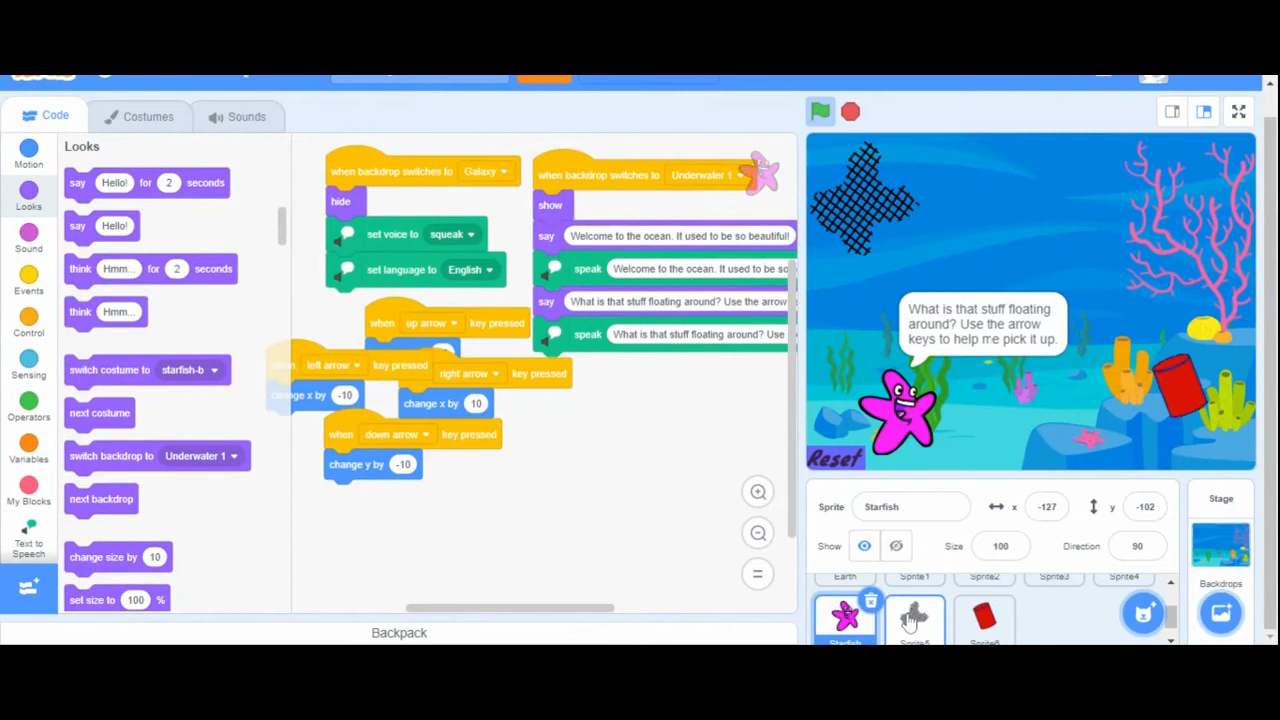 Code
Costumes
Sounds
Motion
Looks
Sound
Events
Control
Sensing
Operators
Variables
My Blocks
Text to
Speech
Looks
say Hello! for 2 seconds
say Hello!
think Hmm... for 2 seconds
think Hmm...
switch costume to starfish-b
next costume
switch backdrop to Underwater 1
next backdrop
change size by 10
set size to 100 %
when backdrop switches to Galaxy
hide
set voice to squeak
set language to English
when backdrop switches to Underwater 1
show
say Welcome to the ocean. It used to be so beautiful!
speak Welcome to the ocean. It used to be so
say What is that stuff floating around? Use the arrow
speak What is that stuff floating around? Use
when up arrow key pressed
when left arrow key pressed
change x by -10
right arrow key pressed
change x by 10
when down arrow key pressed
change y by -10
Backpack
What is that stuff floating
around? Use the arrow
keys to help me pick it up.
Reset
Sprite Starfish x -127 y -102
Show Size 100 Direction 90
Earth Sprite1 Sprite2 Sprite3 Sprite4
Starfish Sprite5 Sprite6
Stage
Backdrops